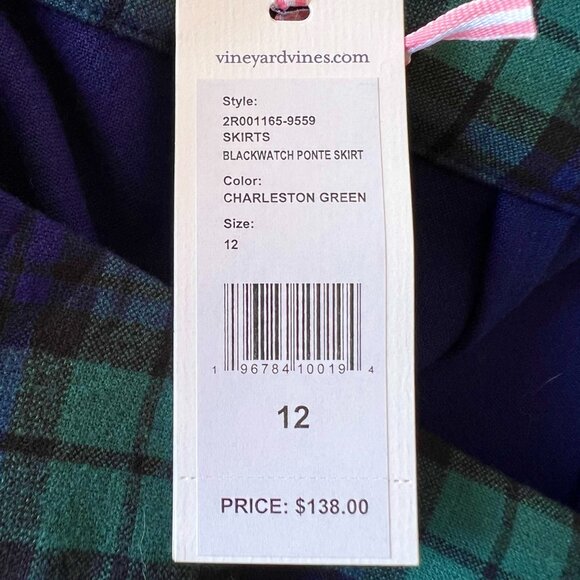 vineyardvines.com
Style:
2R001165-9559
SKIRTS
BLACKWATCH PONTE SKIRT
Color:
CHARLESTON GREEN
Size:
12
1 96784 10019 4
12
PRICE: $138.00